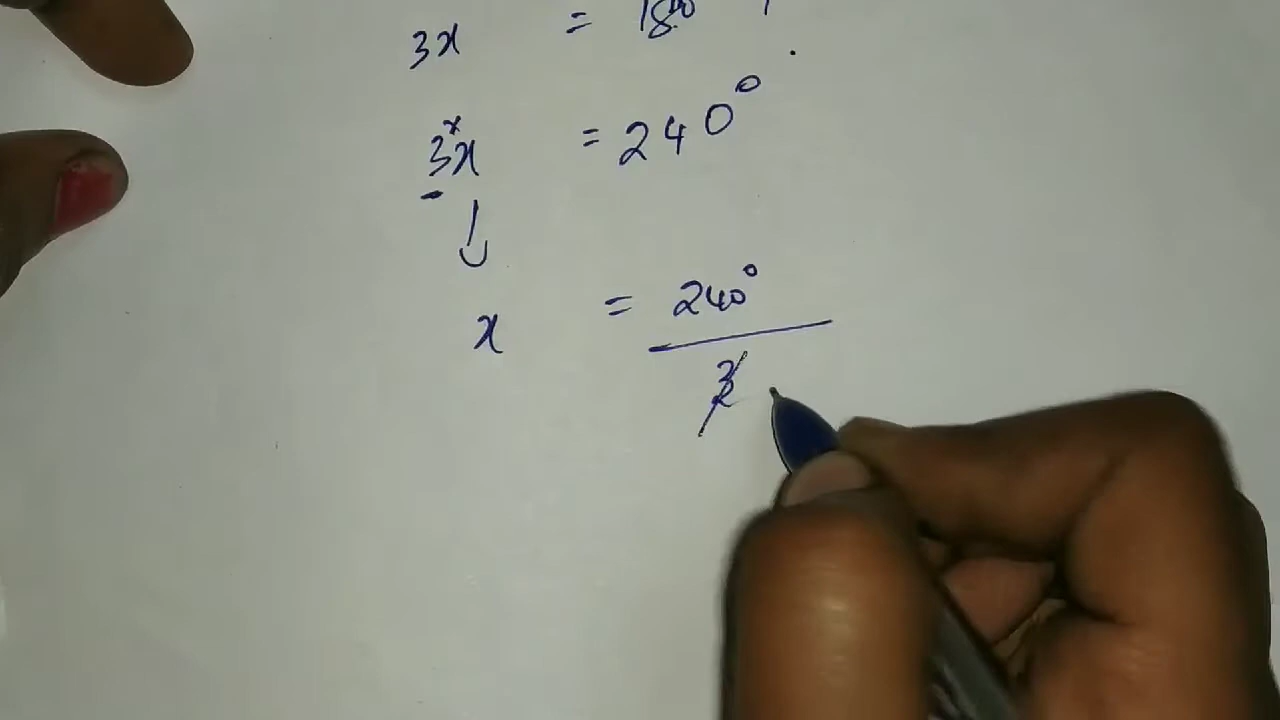 3x = 180
3x = 240°
x = 240°
3